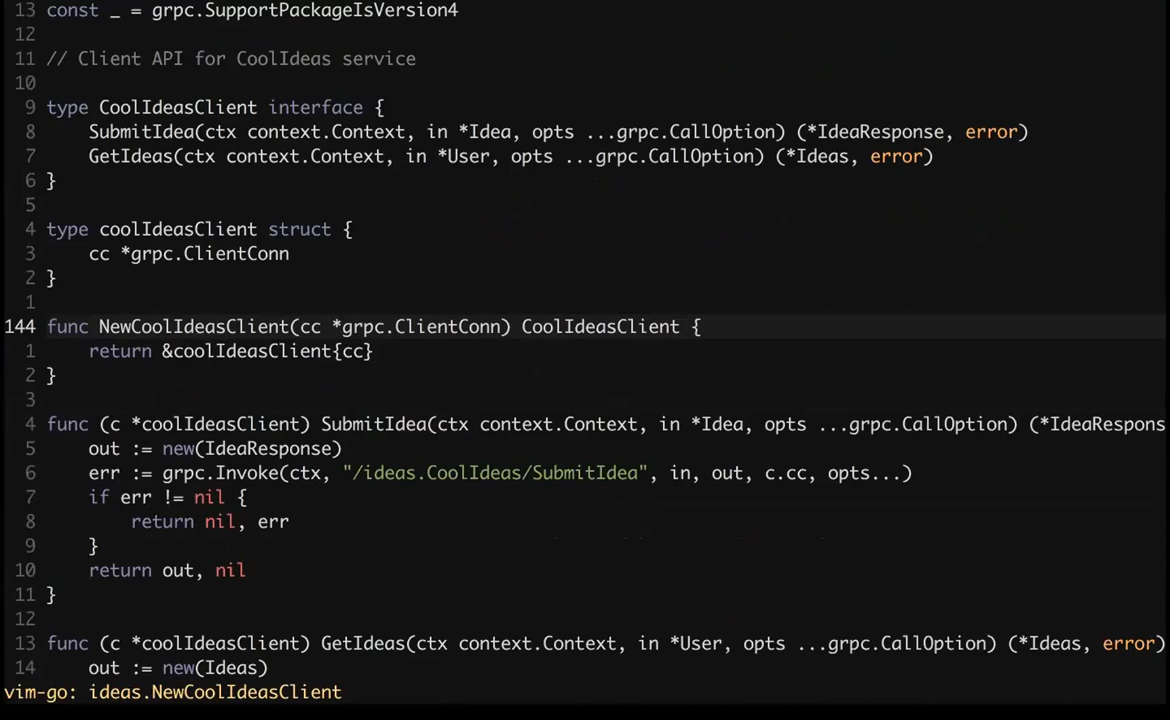 13 const _ = grpc.SupportPackageIsVersion4
12
11 // Client API for CoolIdeas service
10
9 type CoolIdeasClient interface {
8     SubmitIdea(ctx context.Context, in *Idea, opts ...grpc.CallOption) (*IdeaResponse, error)
7     GetIdeas(ctx context.Context, in *User, opts ...grpc.CallOption) (*Ideas, error)
6 }
5
4 type coolIdeasClient struct {
3     cc *grpc.ClientConn
2 }
1
144 func NewCoolIdeasClient(cc *grpc.ClientConn) CoolIdeasClient {
1     return &coolIdeasClient{cc}
2 }
3
4 func (c *coolIdeasClient) SubmitIdea(ctx context.Context, in *Idea, opts ...grpc.CallOption) (*IdeaRespons
5     out := new(IdeaResponse)
6     err := grpc.Invoke(ctx, "/ideas.CoolIdeas/SubmitIdea", in, out, c.cc, opts...)
7     if err != nil {
8         return nil, err
9     }
10     return out, nil
11 }
12
13 func (c *coolIdeasClient) GetIdeas(ctx context.Context, in *User, opts ...grpc.CallOption) (*Ideas, error)
14     out := new(Ideas)
vim-go: ideas.NewCoolIdeasClient